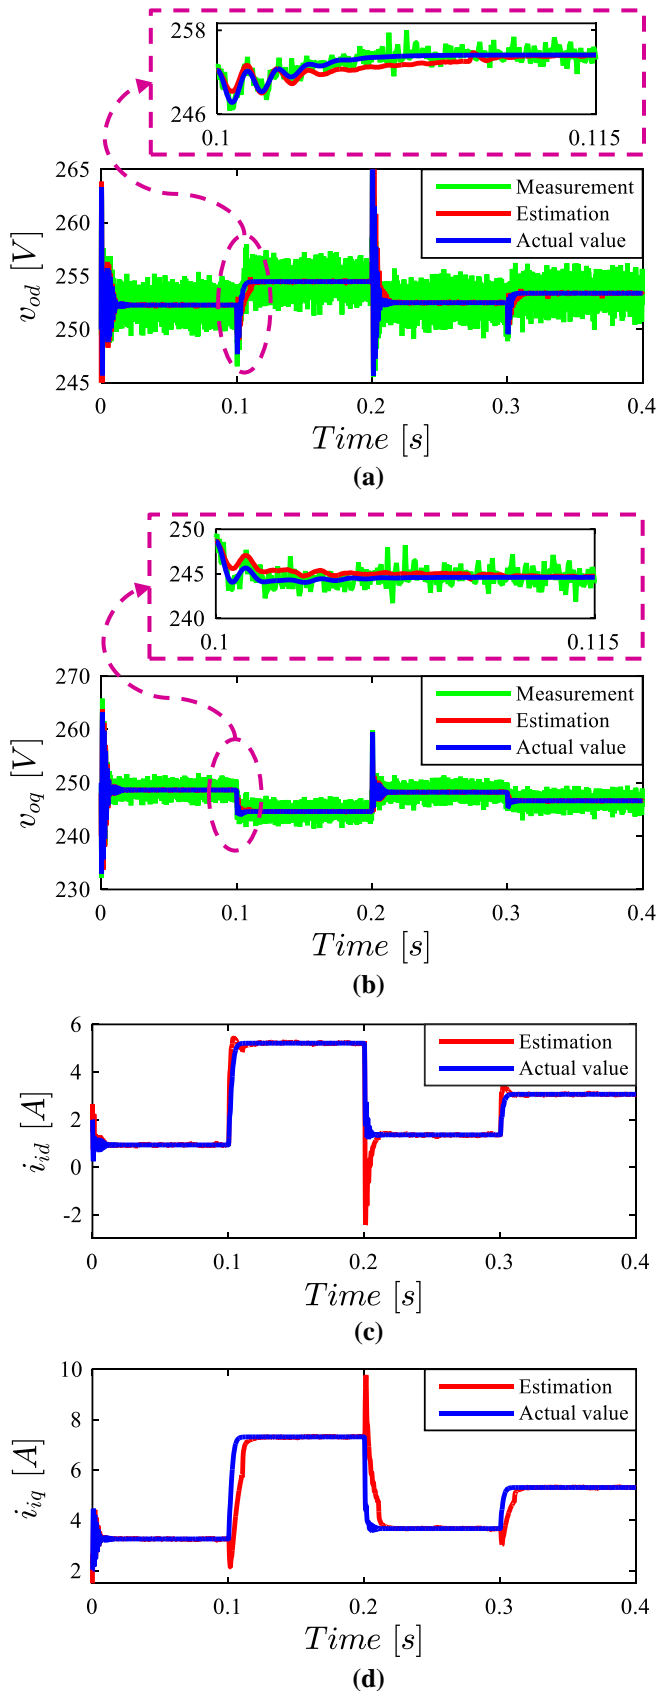 258
246
0.1
0.115
265
260
255
250
245
v_od [V]
Measurement
Estimation
Actual value
0
0.1
0.2
0.3
0.4
Time [s]
(a)
250
245
240
0.1
0.115
270
260
250
240
230
v_oq [V]
Measurement
Estimation
Actual value
0
0.1
0.2
0.3
0.4
Time [s]
(b)
6
4
2
0
-2
i_id [A]
Estimation
Actual value
0
0.1
0.2
0.3
0.4
Time [s]
(c)
10
8
6
4
2
i_iq [A]
Estimation
Actual value
0
0.1
0.2
0.3
0.4
Time [s]
(d)